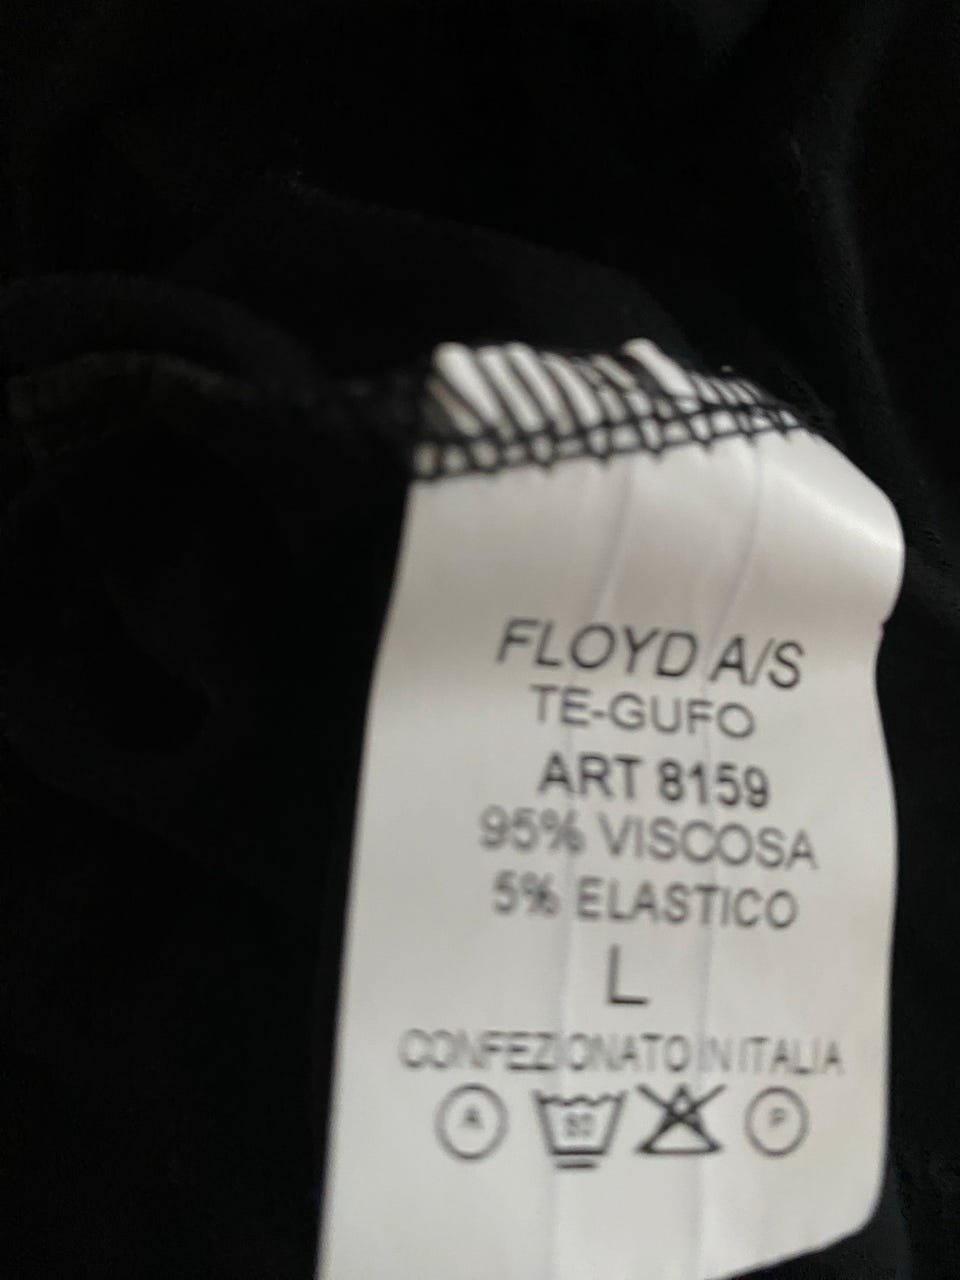 FLOYD A/S
TE-GUFO
ART 8159
95% VISCOSA
5% ELASTICO
L
CONFEZIONATO IN ITALIA
A P